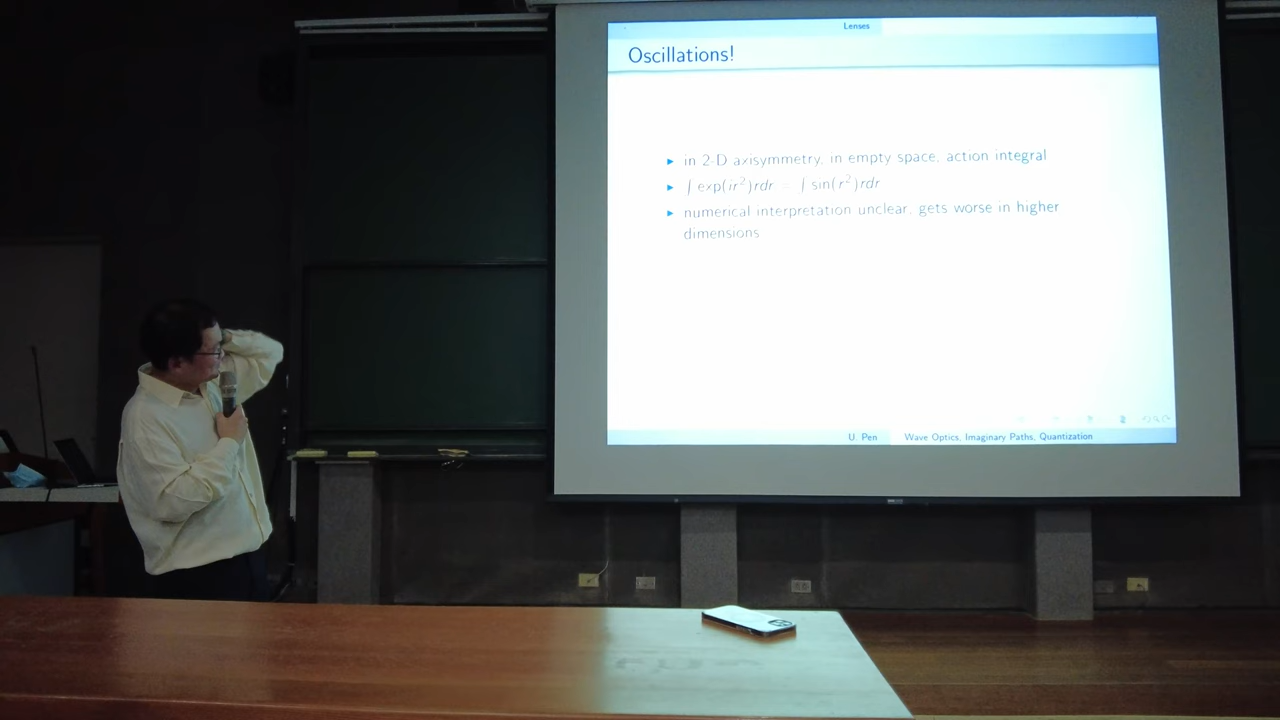 Lenses
Oscillations!
▶ in 2-D axisymmetry, in empty space, action integral
▶ ∫ exp(ir²)rdr = ∫ sin(r²)rdr
▶ numerical interpretation unclear, gets worse in higher
dimensions
U. Pen Wave Optics, Imaginary Paths, Quantization